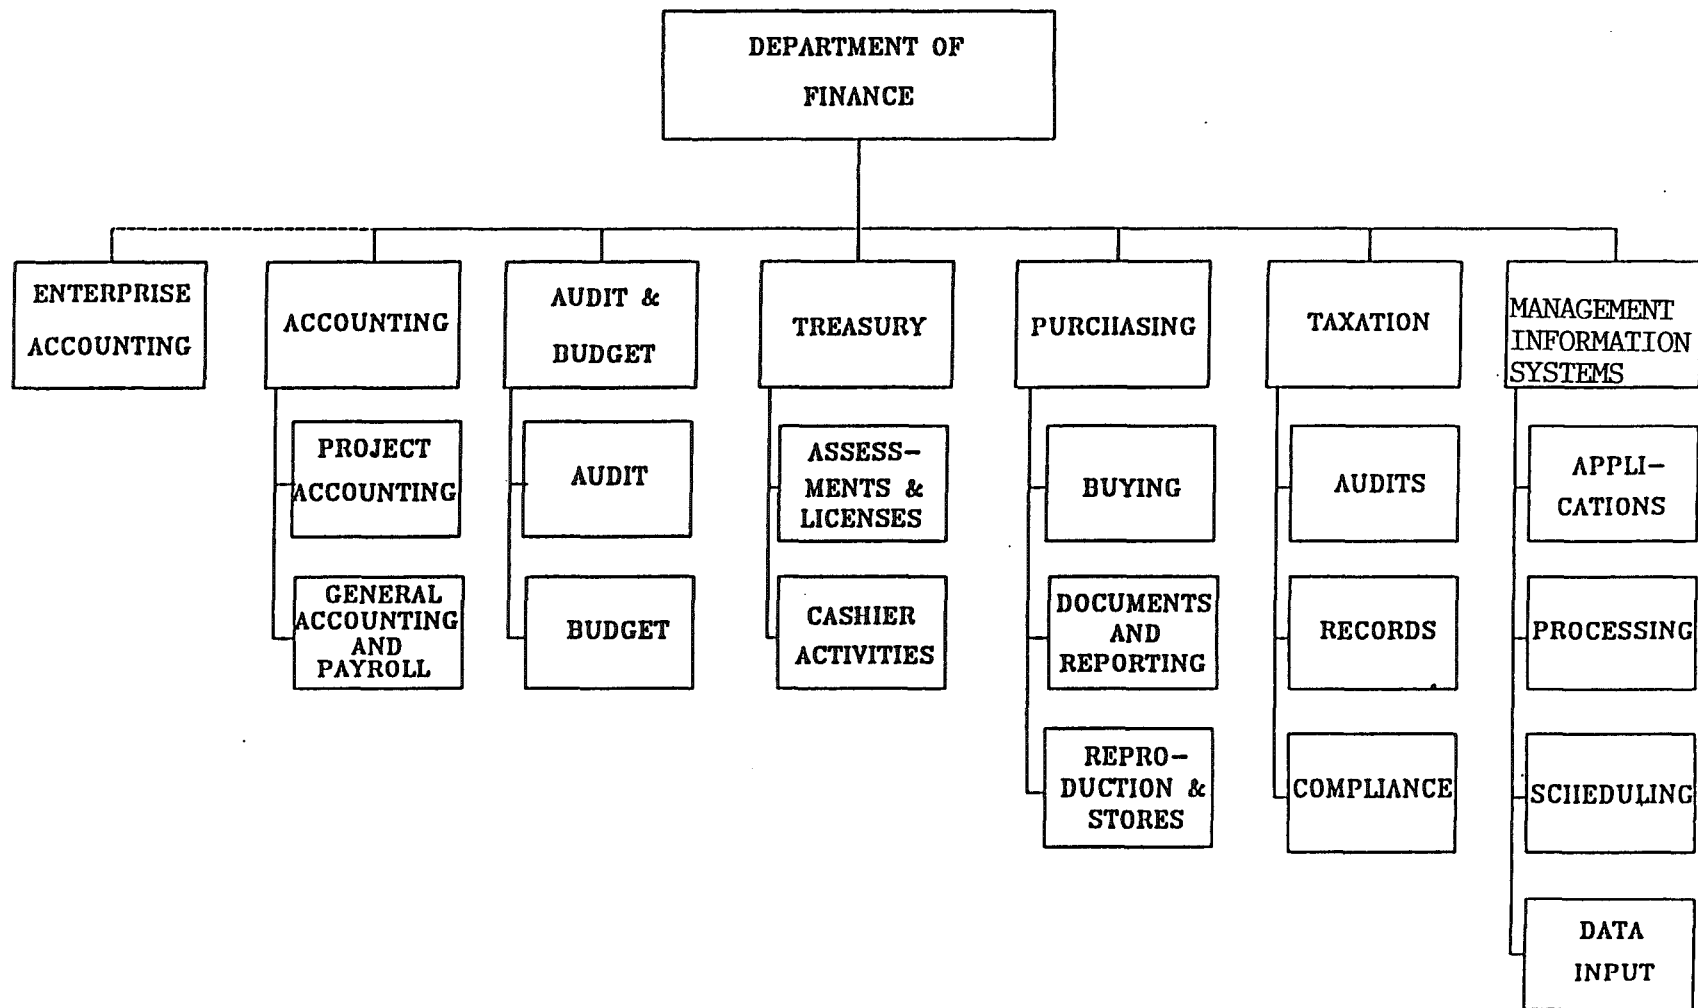 DEPARTMENT OF
FINANCE
ENTERPRISE
ACCOUNTING
ACCOUNTING
AUDIT &
BUDGET
TREASURY
PURCHASING
TAXATION
MANAGEMENT
INFORMATION
SYSTEMS
PROJECT
ACCOUNTING
GENERAL
ACCOUNTING
AND
PAYROLL
AUDIT
BUDGET
ASSESS-
MENTS &
LICENSES
CASHIER
ACTIVITIES
BUYING
DOCUMENTS
AND
REPORTING
REPRO-
DUCTION &
STORES
AUDITS
RECORDS
COMPLIANCE
APPLI-
CATIONS
PROCESSING
SCHEDULING
DATA
INPUT